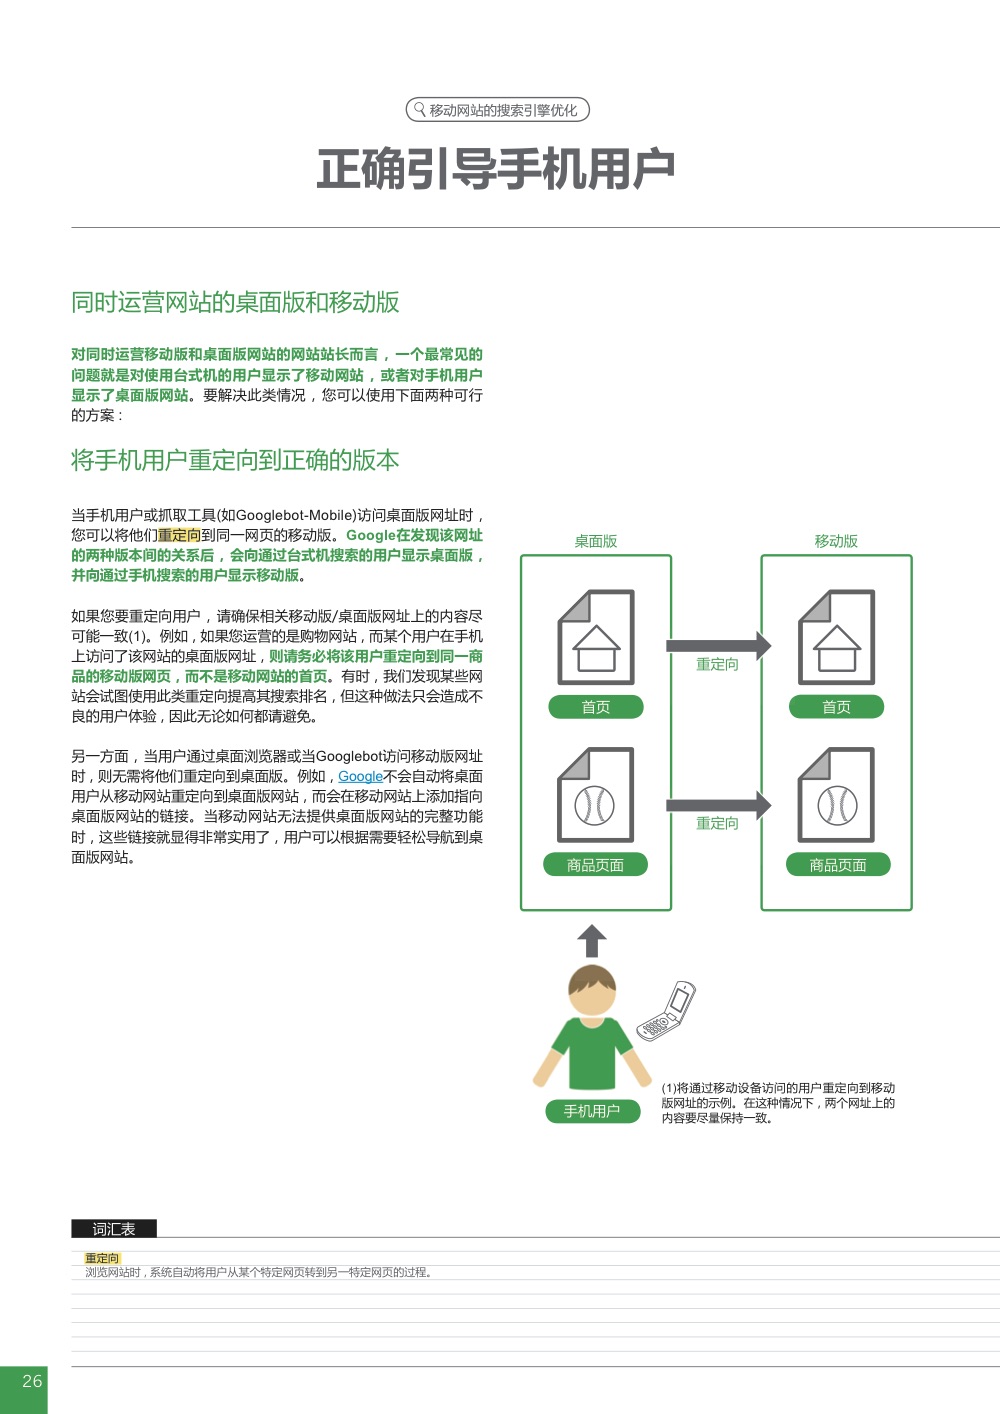 移动网站的搜索引擎优化
正确引导手机用户
同时运营网站的桌面版和移动版
对同时运营移动版和桌面版网站的网站站长而言，一个最常见的
问题就是对使用台式机的用户显示了移动网站，或者对手机用户
显示了桌面版网站。要解决此类情况，您可以使用下面两种可行
的方案：
将手机用户重定向到正确的版本
当手机用户或抓取工具(如Googlebot-Mobile)访问桌面版网址时，
您可以将他们重定向到同一网页的移动版。Google在发现该网址
的两种版本间的关系后，会向通过台式机搜索的用户显示桌面版，
并向通过手机搜索的用户显示移动版。
如果您要重定向用户，请确保相关移动版/桌面版网址上的内容尽
可能一致(1)。例如，如果您运营的是购物网站，而某个用户在手机
上访问了该网站的桌面版网址，则请务必将该用户重定向到同一商
品的移动版网页，而不是移动网站的首页。有时，我们发现某些网
站会试图使用此类重定向提高其搜索排名，但这种做法只会造成不
良的用户体验，因此无论如何都请避免。
另一方面，当用户通过桌面浏览器或当Googlebot访问移动版网址
时，则无需将他们重定向到桌面版。例如，Google不会自动将桌面
用户从移动网站重定向到桌面版网站，而会在移动网站上添加指向
桌面版网站的链接。当移动网站无法提供桌面版网站的完整功能
时，这些链接就显得非常实用了，用户可以根据需要轻松导航到桌
面版网站。
桌面版
移动版
重定向
首页
首页
重定向
商品页面
商品页面
手机用户
(1)将通过移动设备访问的用户重定向到移动
版网址的示例。在这种情况下，两个网址上的
内容要尽量保持一致。
词汇表
重定向
浏览网站时，系统自动将用户从某个特定网页转到另一特定网页的过程。
26